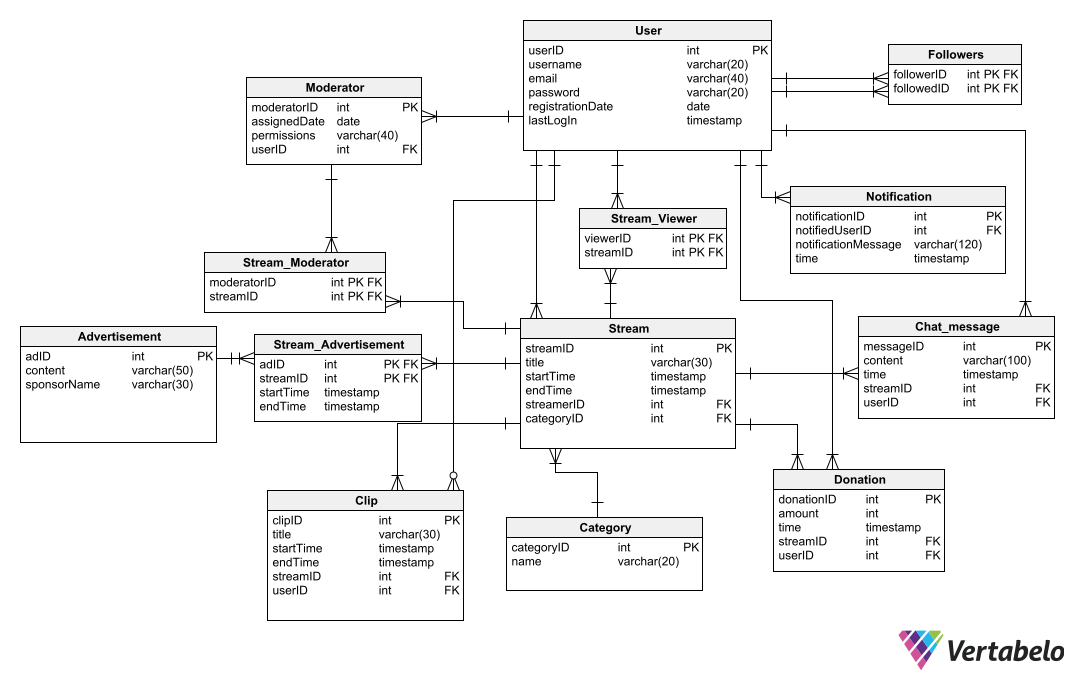 User
userID int PK
username varchar(20)
email varchar(40)
password varchar(20)
registrationDate date
lastLogIn timestamp
Followers
followerID int PK FK
followedID int PK FK
Moderator
moderatorID int PK
assignedDate date
permissions varchar(40)
userID int FK
Notification
notificationID int PK
notifiedUserID int FK
notificationMessage varchar(120)
time timestamp
Stream_Viewer
viewerID int PK FK
streamID int PK FK
Stream_Moderator
moderatorID int PK FK
streamID int PK FK
Advertisement
adID int PK
content varchar(50)
sponsorName varchar(30)
Stream_Advertisement
adID int PK FK
streamID int PK FK
startTime timestamp
endTime timestamp
Stream
streamID int PK
title varchar(30)
startTime timestamp
endTime timestamp
streamerID int FK
categoryID int FK
Chat_message
messageID int PK
content varchar(100)
time timestamp
streamID int FK
userID int FK
Clip
clipID int PK
title varchar(30)
startTime timestamp
endTime timestamp
streamID int FK
userID int FK
Category
categoryID int PK
name varchar(20)
Donation
donationID int PK
amount int
time timestamp
streamID int FK
userID int FK
Vertabelo